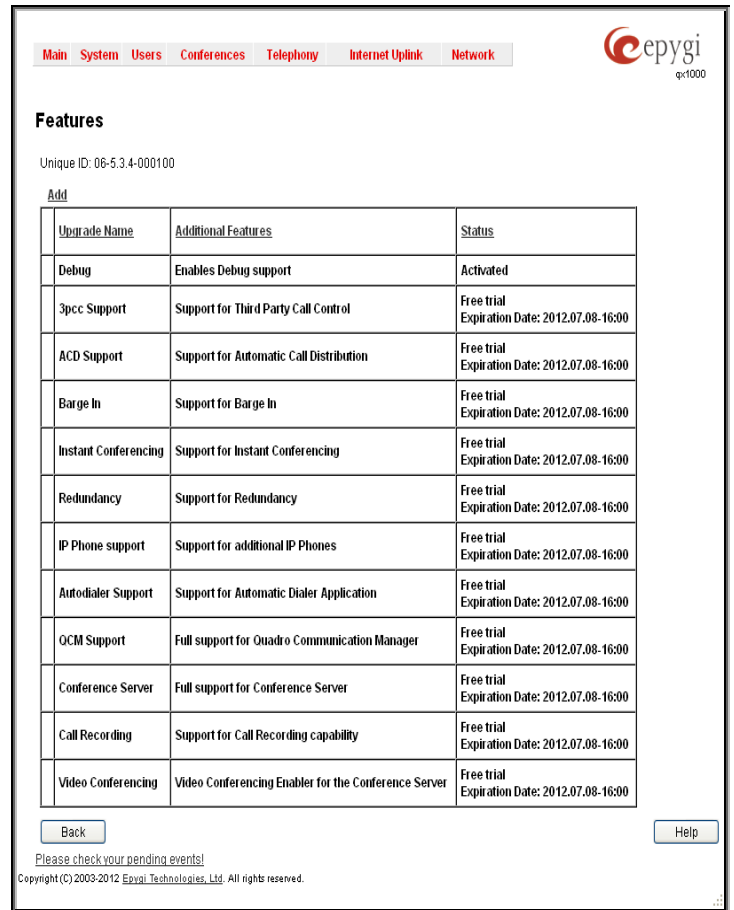 Main System Users Conferences Telephony Internet Uplink Network
epygi
qx1000
Features
Unique ID: 06-5.3.4-000100
Add
Upgrade Name Additional Features Status
Debug Enables Debug support Activated
3pcc Support Support for Third Party Call Control Free trial
Expiration Date: 2012.07.08-16:00
ACD Support Support for Automatic Call Distribution Free trial
Expiration Date: 2012.07.08-16:00
Barge In Support for Barge In Free trial
Expiration Date: 2012.07.08-16:00
Instant Conferencing Support for Instant Conferencing Free trial
Expiration Date: 2012.07.08-16:00
Redundancy Support for Redundancy Free trial
Expiration Date: 2012.07.08-16:00
IP Phone support Support for additional IP Phones Free trial
Expiration Date: 2012.07.08-16:00
Autodialer Support Support for Automatic Dialer Application Free trial
Expiration Date: 2012.07.08-16:00
QCM Support Full support for Quadro Communication Manager Free trial
Expiration Date: 2012.07.08-16:00
Conference Server Full support for Conference Server Free trial
Expiration Date: 2012.07.08-16:00
Call Recording Support for Call Recording capability Free trial
Expiration Date: 2012.07.08-16:00
Video Conferencing Video Conferencing Enabler for the Conference Server Free trial
Expiration Date: 2012.07.08-16:00
Back Help
Please check your pending events!
Copyright (C) 2003-2012 Epygi Technologies, Ltd. All rights reserved.